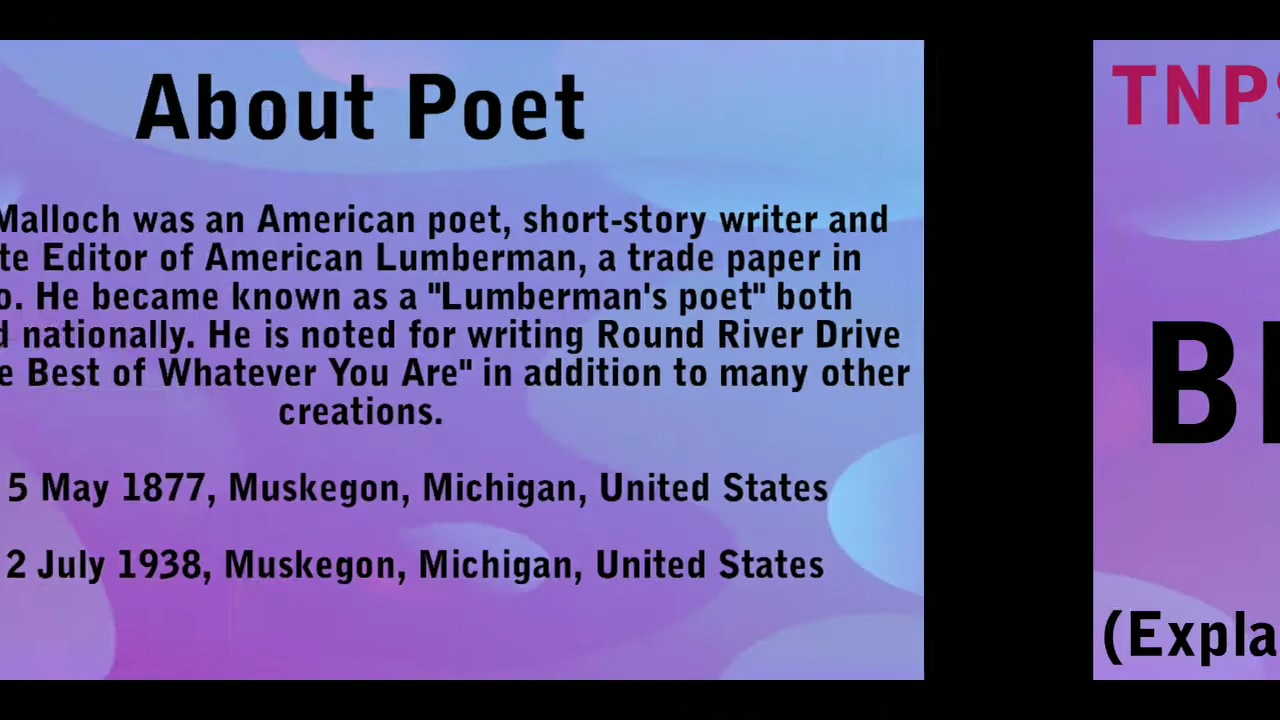 About Poet
Malloch was an American poet, short-story writer and
te Editor of American Lumberman, a trade paper in
o. He became known as a "Lumberman's poet" both
d nationally. He is noted for writing Round River Drive
e Best of Whatever You Are" in addition to many other
creations.
5 May 1877, Muskegon, Michigan, United States
2 July 1938, Muskegon, Michigan, United States
TNPS
B
(Expla